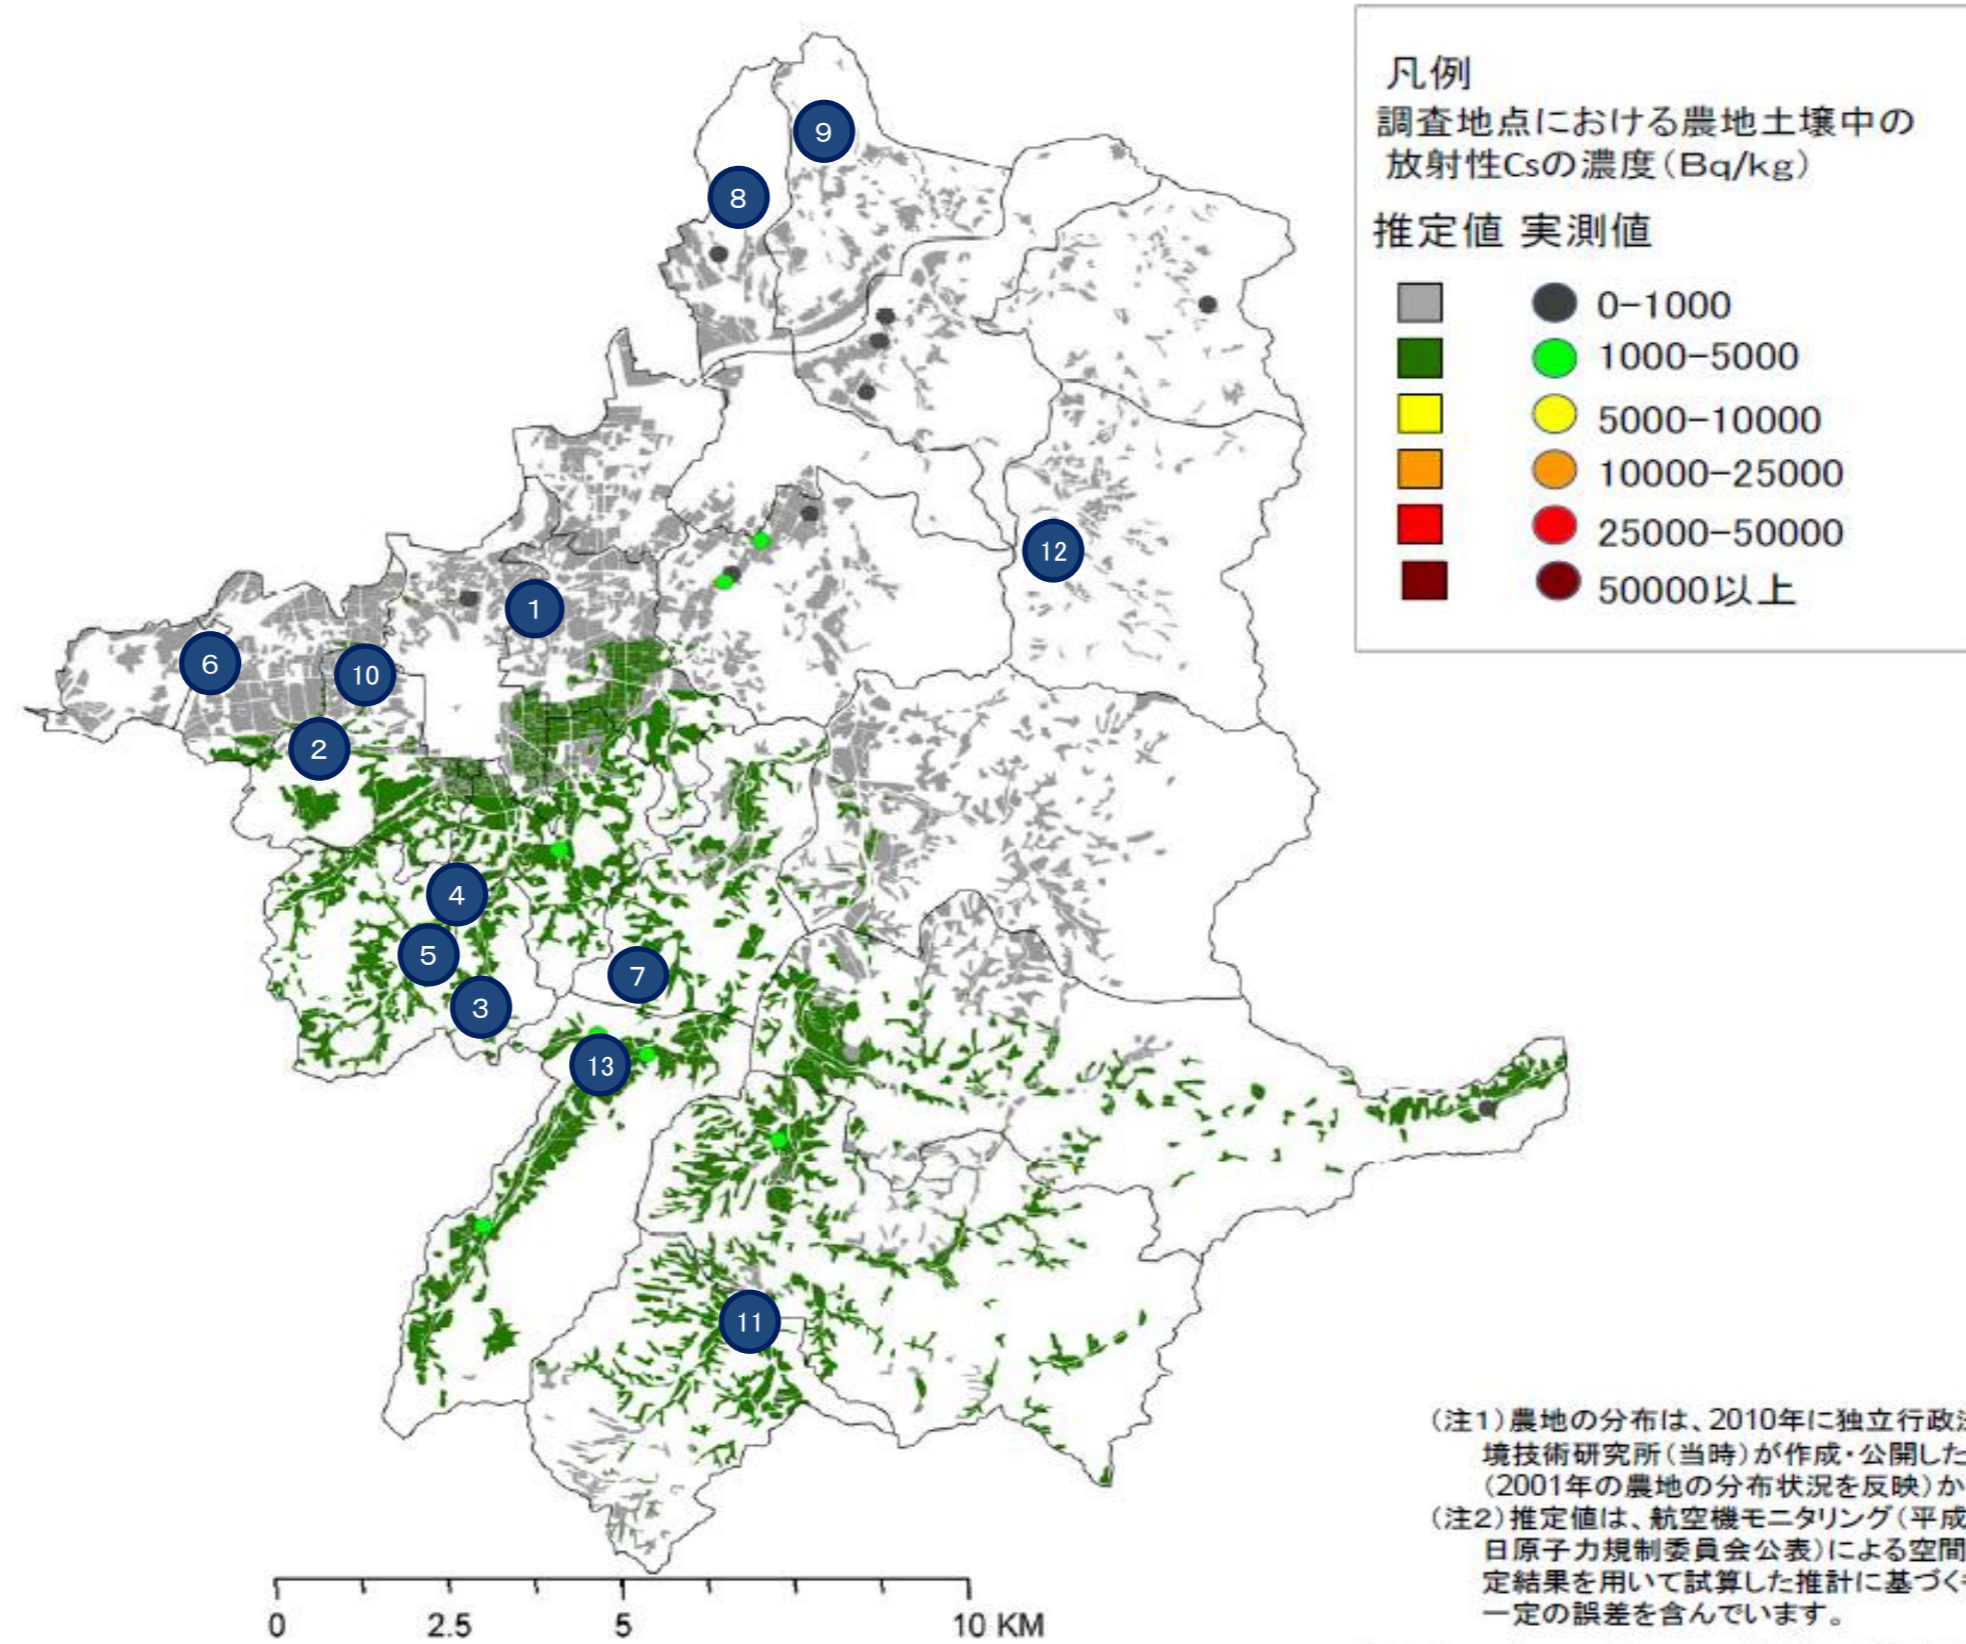 凡例
調査地点における農地土壌中の
放射性Csの濃度（Bq/kg）
推定値 実測値
0-1000
1000-5000
5000-10000
10000-25000
25000-50000
50000以上
9
8
12
1
6
10
2
4
5
7
3
13
11
0 2.5 5 10 KM
（注1）農地の分布は、2010年に独立行政法
境技術研究所（当時）が作成・公開した
（2001年の農地の分布状況を反映）か
（注2）推定値は、航空機モニタリング（平成
日原子力規制委員会公表）による空間
定結果を用いて試算した推計に基づく
一定の誤差を含んでいます。